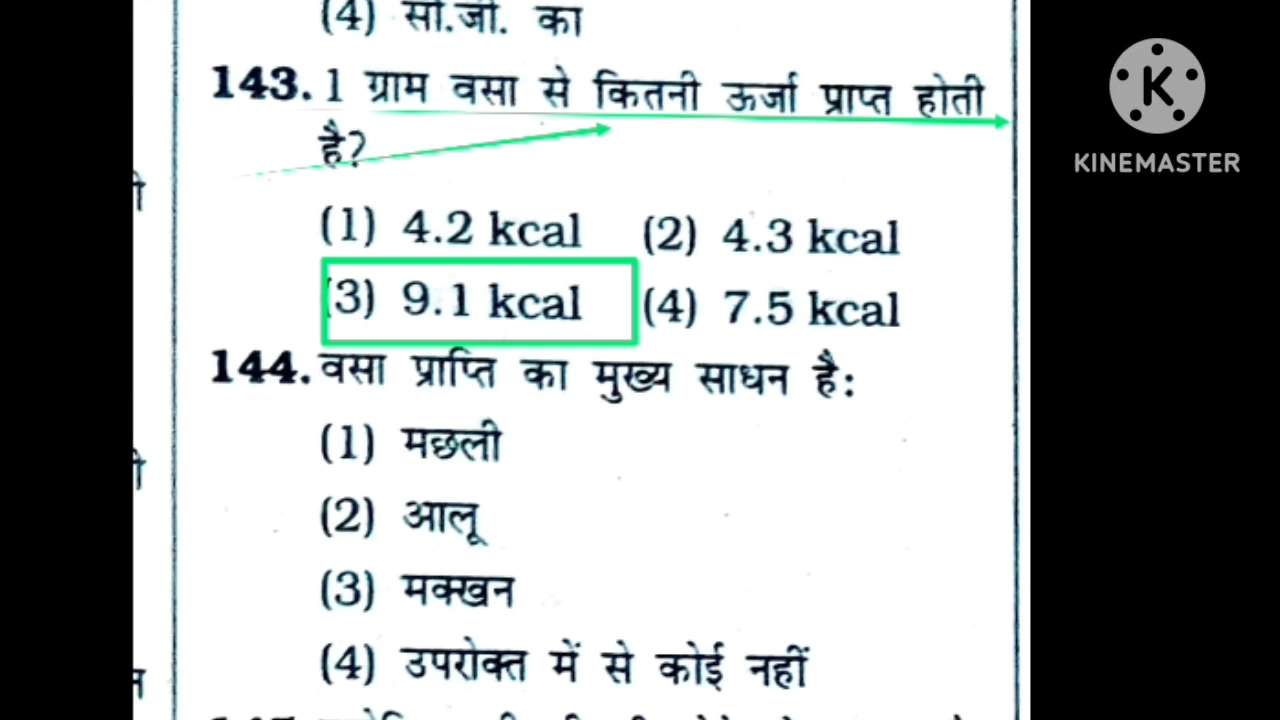 (4) सी.जी. का
143. 1 ग्राम वसा से कितनी ऊर्जा प्राप्त होती
है?
(1) 4.2 kcal (2) 4.3 kcal
(3) 9.1 kcal (4) 7.5 kcal
144. वसा प्राप्ति का मुख्य साधन है:
(1) मछली
(2) आलू
(3) मक्खन
(4) उपरोक्त में से कोई नहीं
K
KINEMASTER